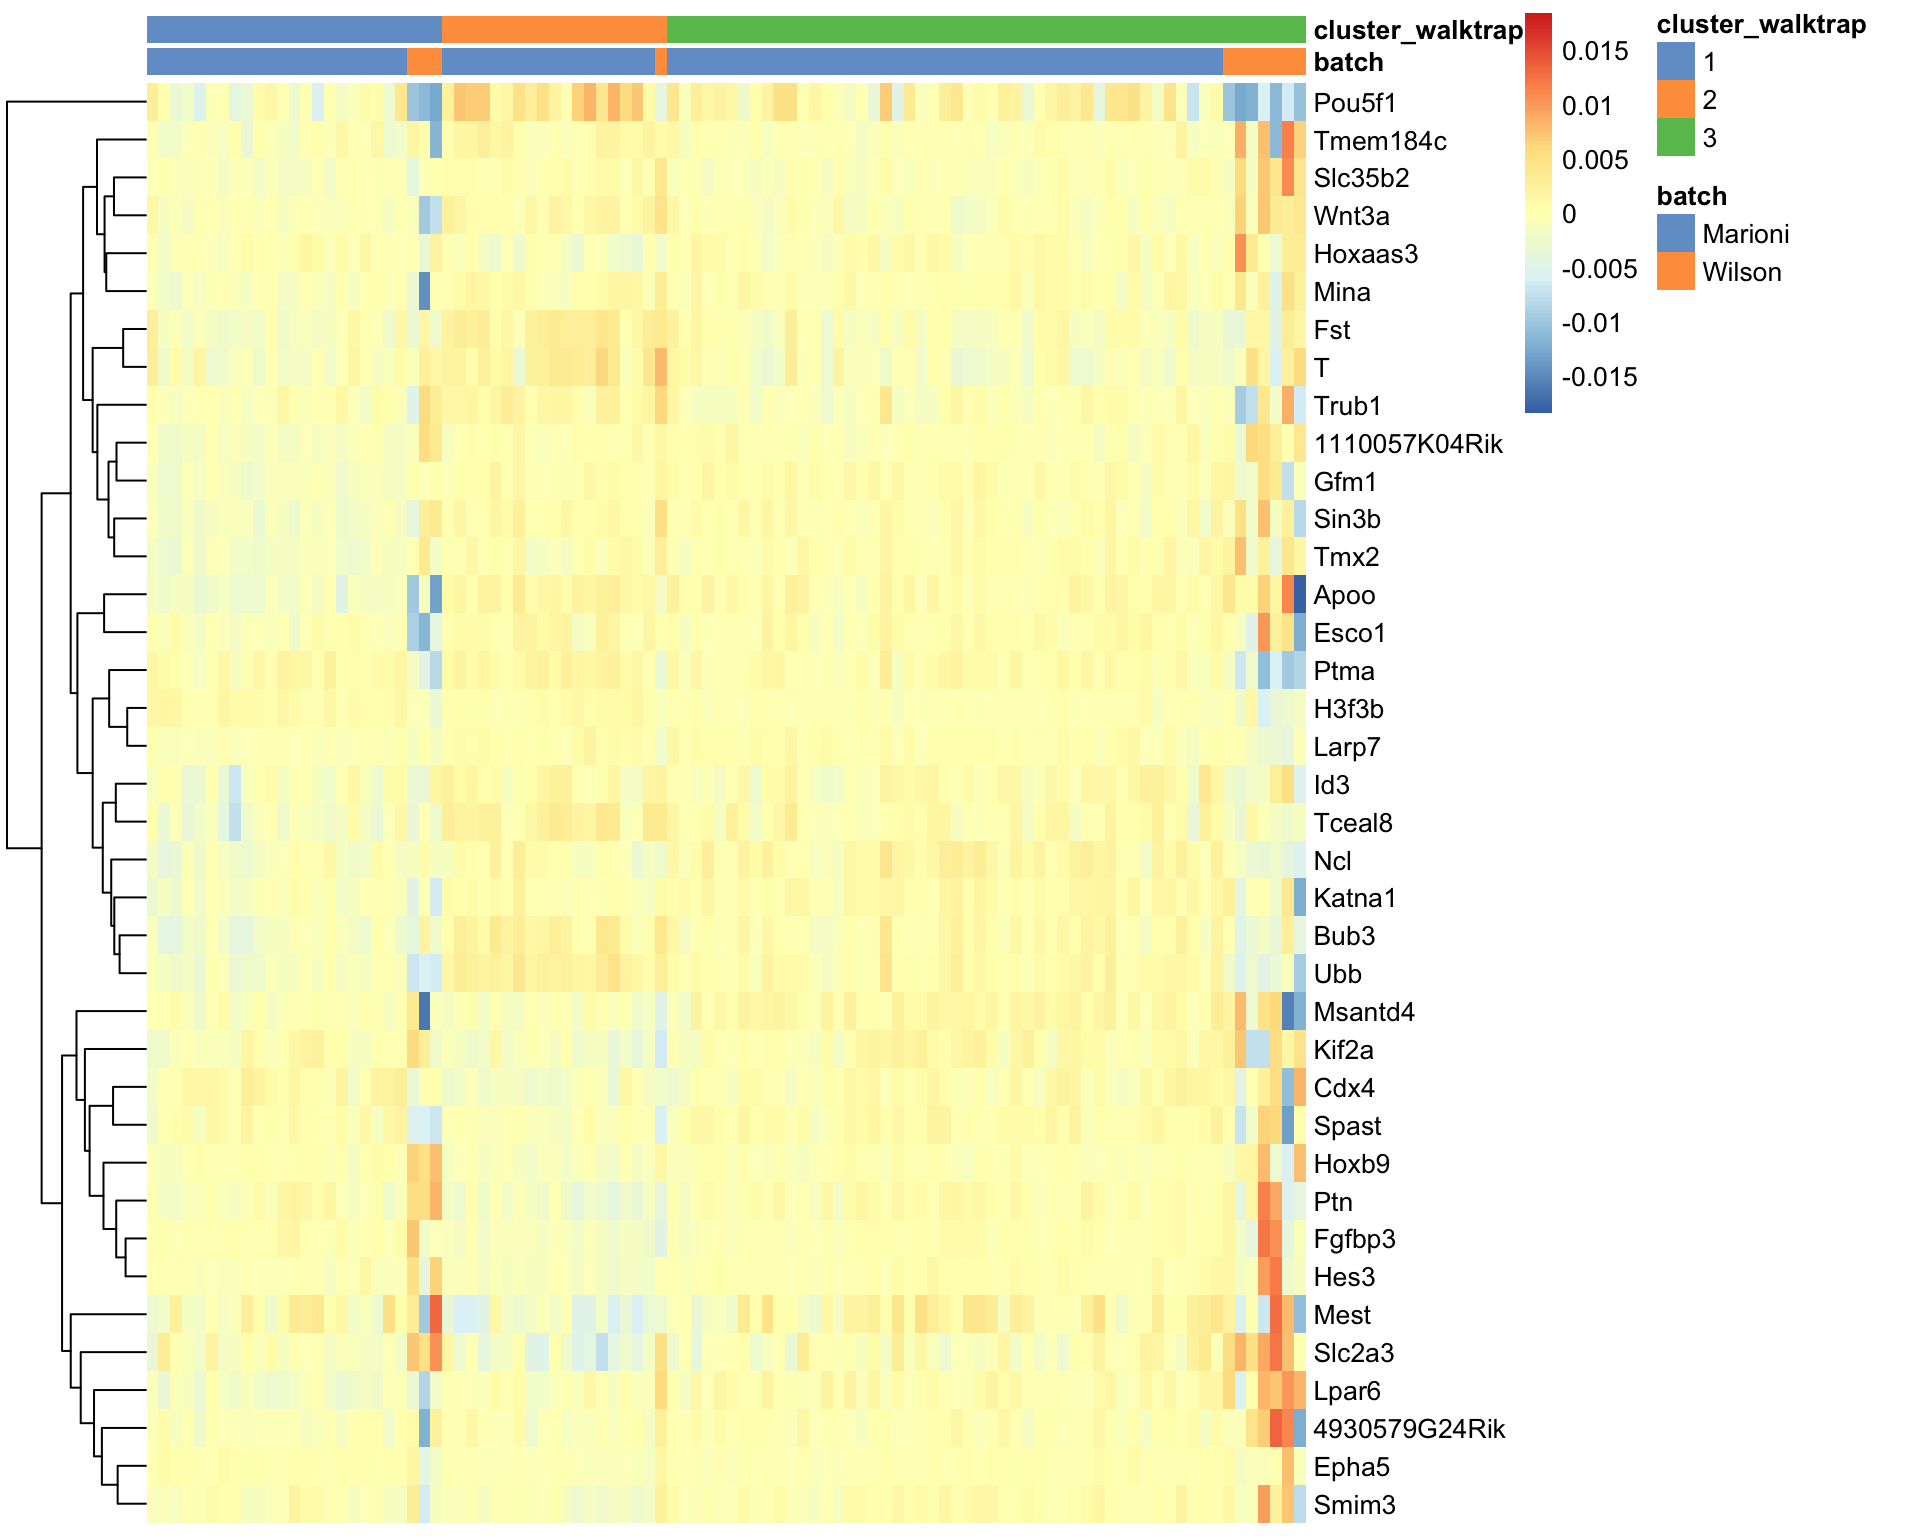 cluster_walktrap
batch
Pou5f1
Tmem184c
Slc35b2
Wnt3a
Hoxaas3
Mina
Fst
T
Trub1
1110057K04Rik
Gfm1
Sin3b
Tmx2
Apoo
Esco1
Ptma
H3f3b
Larp7
Id3
Tceal8
Ncl
Katna1
Bub3
Ubb
Msantd4
Kif2a
Cdx4
Spast
Hoxb9
Ptn
Fgfbp3
Hes3
Mest
Slc2a3
Lpar6
4930579G24Rik
Epha5
Smim3
0.015
0.01
0.005
0
-0.005
-0.01
-0.015
cluster_walktrap
1
2
3
batch
Marioni
Wilson